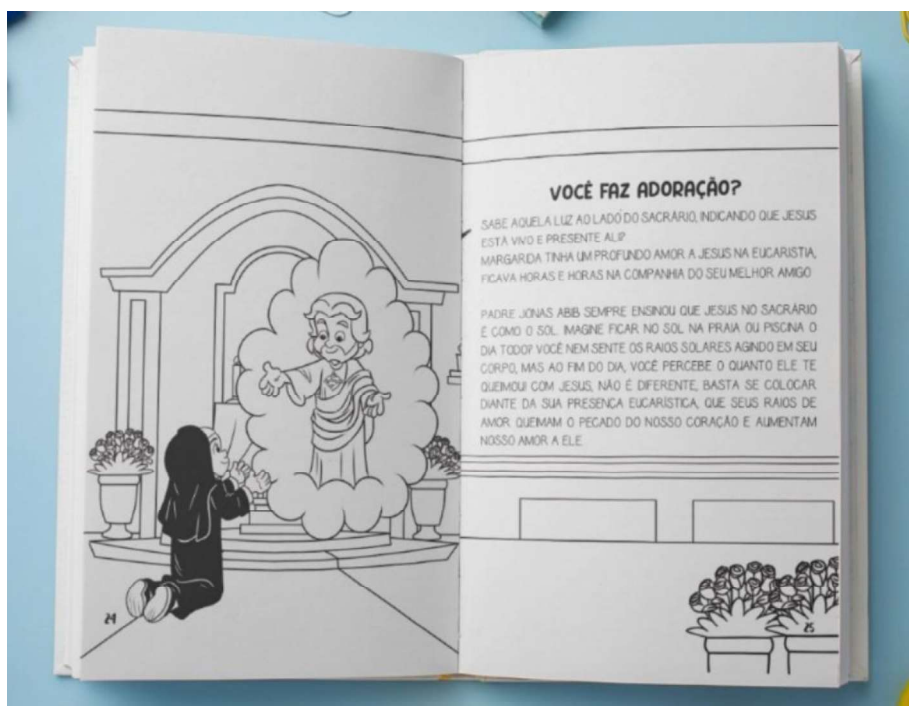 VOCÊ FAZ ADORAÇÃO?
SABE AQUELA LUZ AO LADO DO SACRÁRIO, INDICANDO QUE JESUS
ESTÁ VIVO E PRESENTE ALI?
MARGARIDA TINHA UM PROFUNDO AMOR A JESUS NA EUCARISTIA,
FICAVA HORAS E HORAS NA COMPANHIA DO SEU MELHOR AMIGO
PADRE JONAS ABIB SEMPRE ENSINOU QUE JESUS NO SACRÁRIO
É COMO O SOL. IMAGINE FICAR NO SOL NA PRAIA OU PISCINA O
DIA TODO? VOCÊ NEM SENTE OS RAIOS SOLARES AGINDO EM SEU
CORPO, MAS AO FIM DO DIA, VOCÊ PERCEBE O QUANTO ELE TE
QUEIMOU! COM JESUS, NÃO É DIFERENTE, BASTA SE COLOCAR
DIANTE DA SUA PRESENÇA EUCARÍSTICA, QUE SEUS RAIOS DE
AMOR QUEIMAM O PECADO DO NOSSO CORAÇÃO E AUMENTAM
NOSSO AMOR A ELE.
24
25